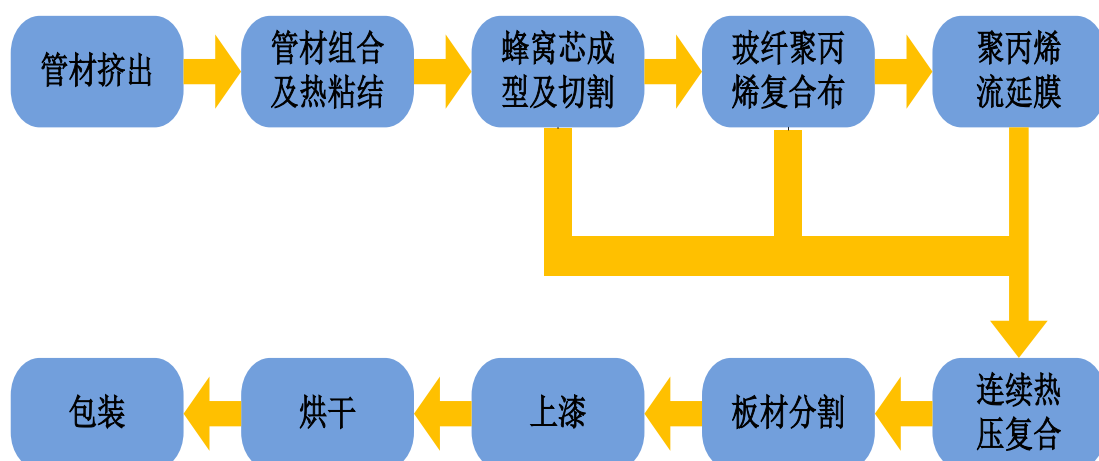 管材挤出
管材组合
及热粘结
蜂窝芯成
型及切割
玻纤聚丙
烯复合布
聚丙烯
流延膜
连续热
压复合
板材分割
上漆
烘干
包装